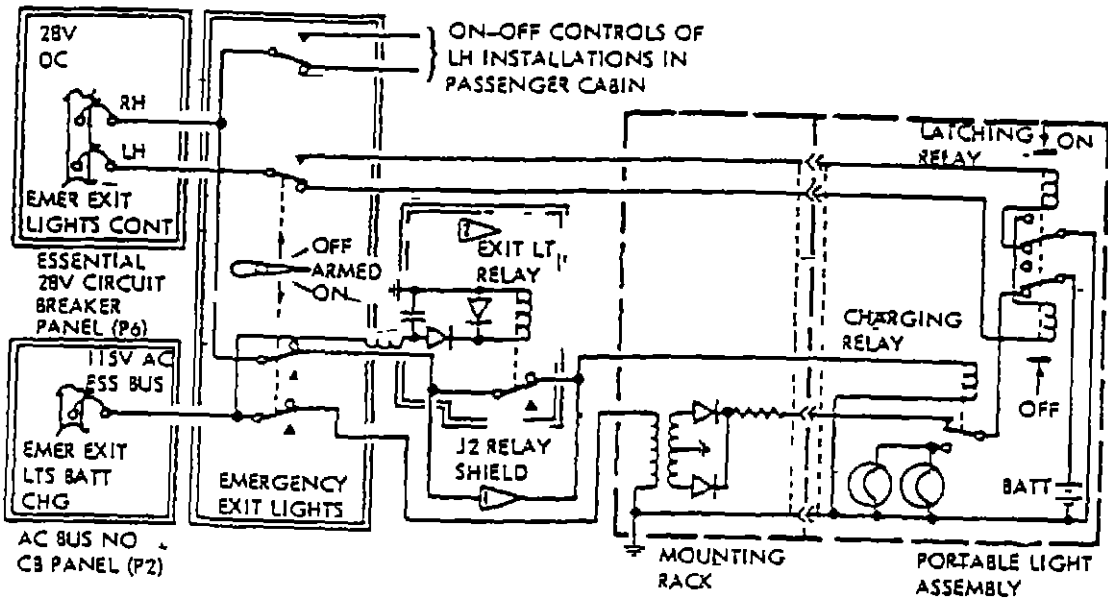 28V
DC
RH
LH
EMER EXIT
LIGHTS CONT
ESSENTIAL
28V CIRCUIT
BREAKER
PANEL (P6)
115V AC
ESS BUS
EMER EXIT
LTS BATT
CHG
AC BUS NO
CB PANEL (P2)
ON-OFF CONTROLS OF
LH INSTALLATIONS IN
PASSENGER CABIN
OFF
ARMED
ON
EMERGENCY
EXIT LIGHTS
EXIT LT
RELAY
J2 RELAY
SHIELD
MOUNTING
RACK
LATCHING
RELAY
ON
CHARGING
RELAY
OFF
BATT
PORTABLE LIGHT
ASSEMBLY